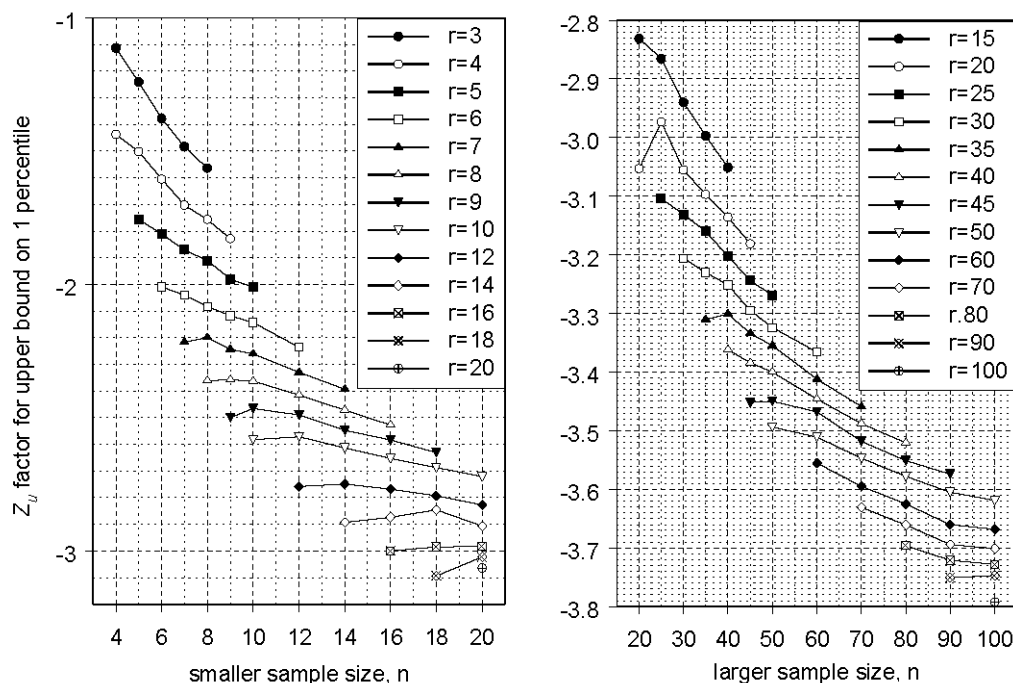 Z_u factor for upper bound on 1 percentile
-1
-2
-3
4 6 8 10 12 14 16 18 20
smaller sample size, n
r=3
r=4
r=5
r=6
r=7
r=8
r=9
r=10
r=12
r=14
r=16
r=18
r=20
-2.8
-2.9
-3.0
-3.1
-3.2
-3.3
-3.4
-3.5
-3.6
-3.7
-3.8
20 30 40 50 60 70 80 90 100
larger sample size, n
r=15
r=20
r=25
r=30
r=35
r=40
r=45
r=50
r=60
r=70
r.80
r=90
r=100